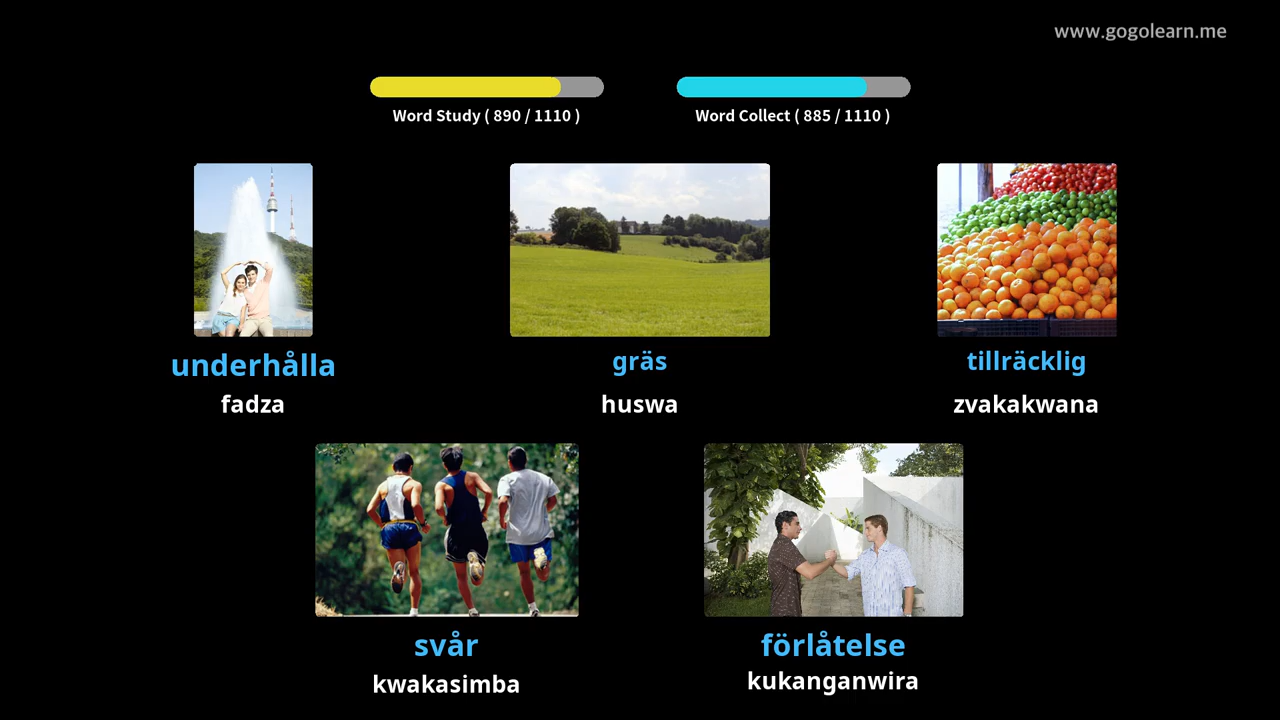 www.gogolearn.me
Word Study ( 890 / 1110 )
Word Collect ( 885 / 1110 )
underhålla
fadza
gräs
huswa
tillräcklig
zvakakwana
svår
kwakasimba
förlåtelse
kukanganwira